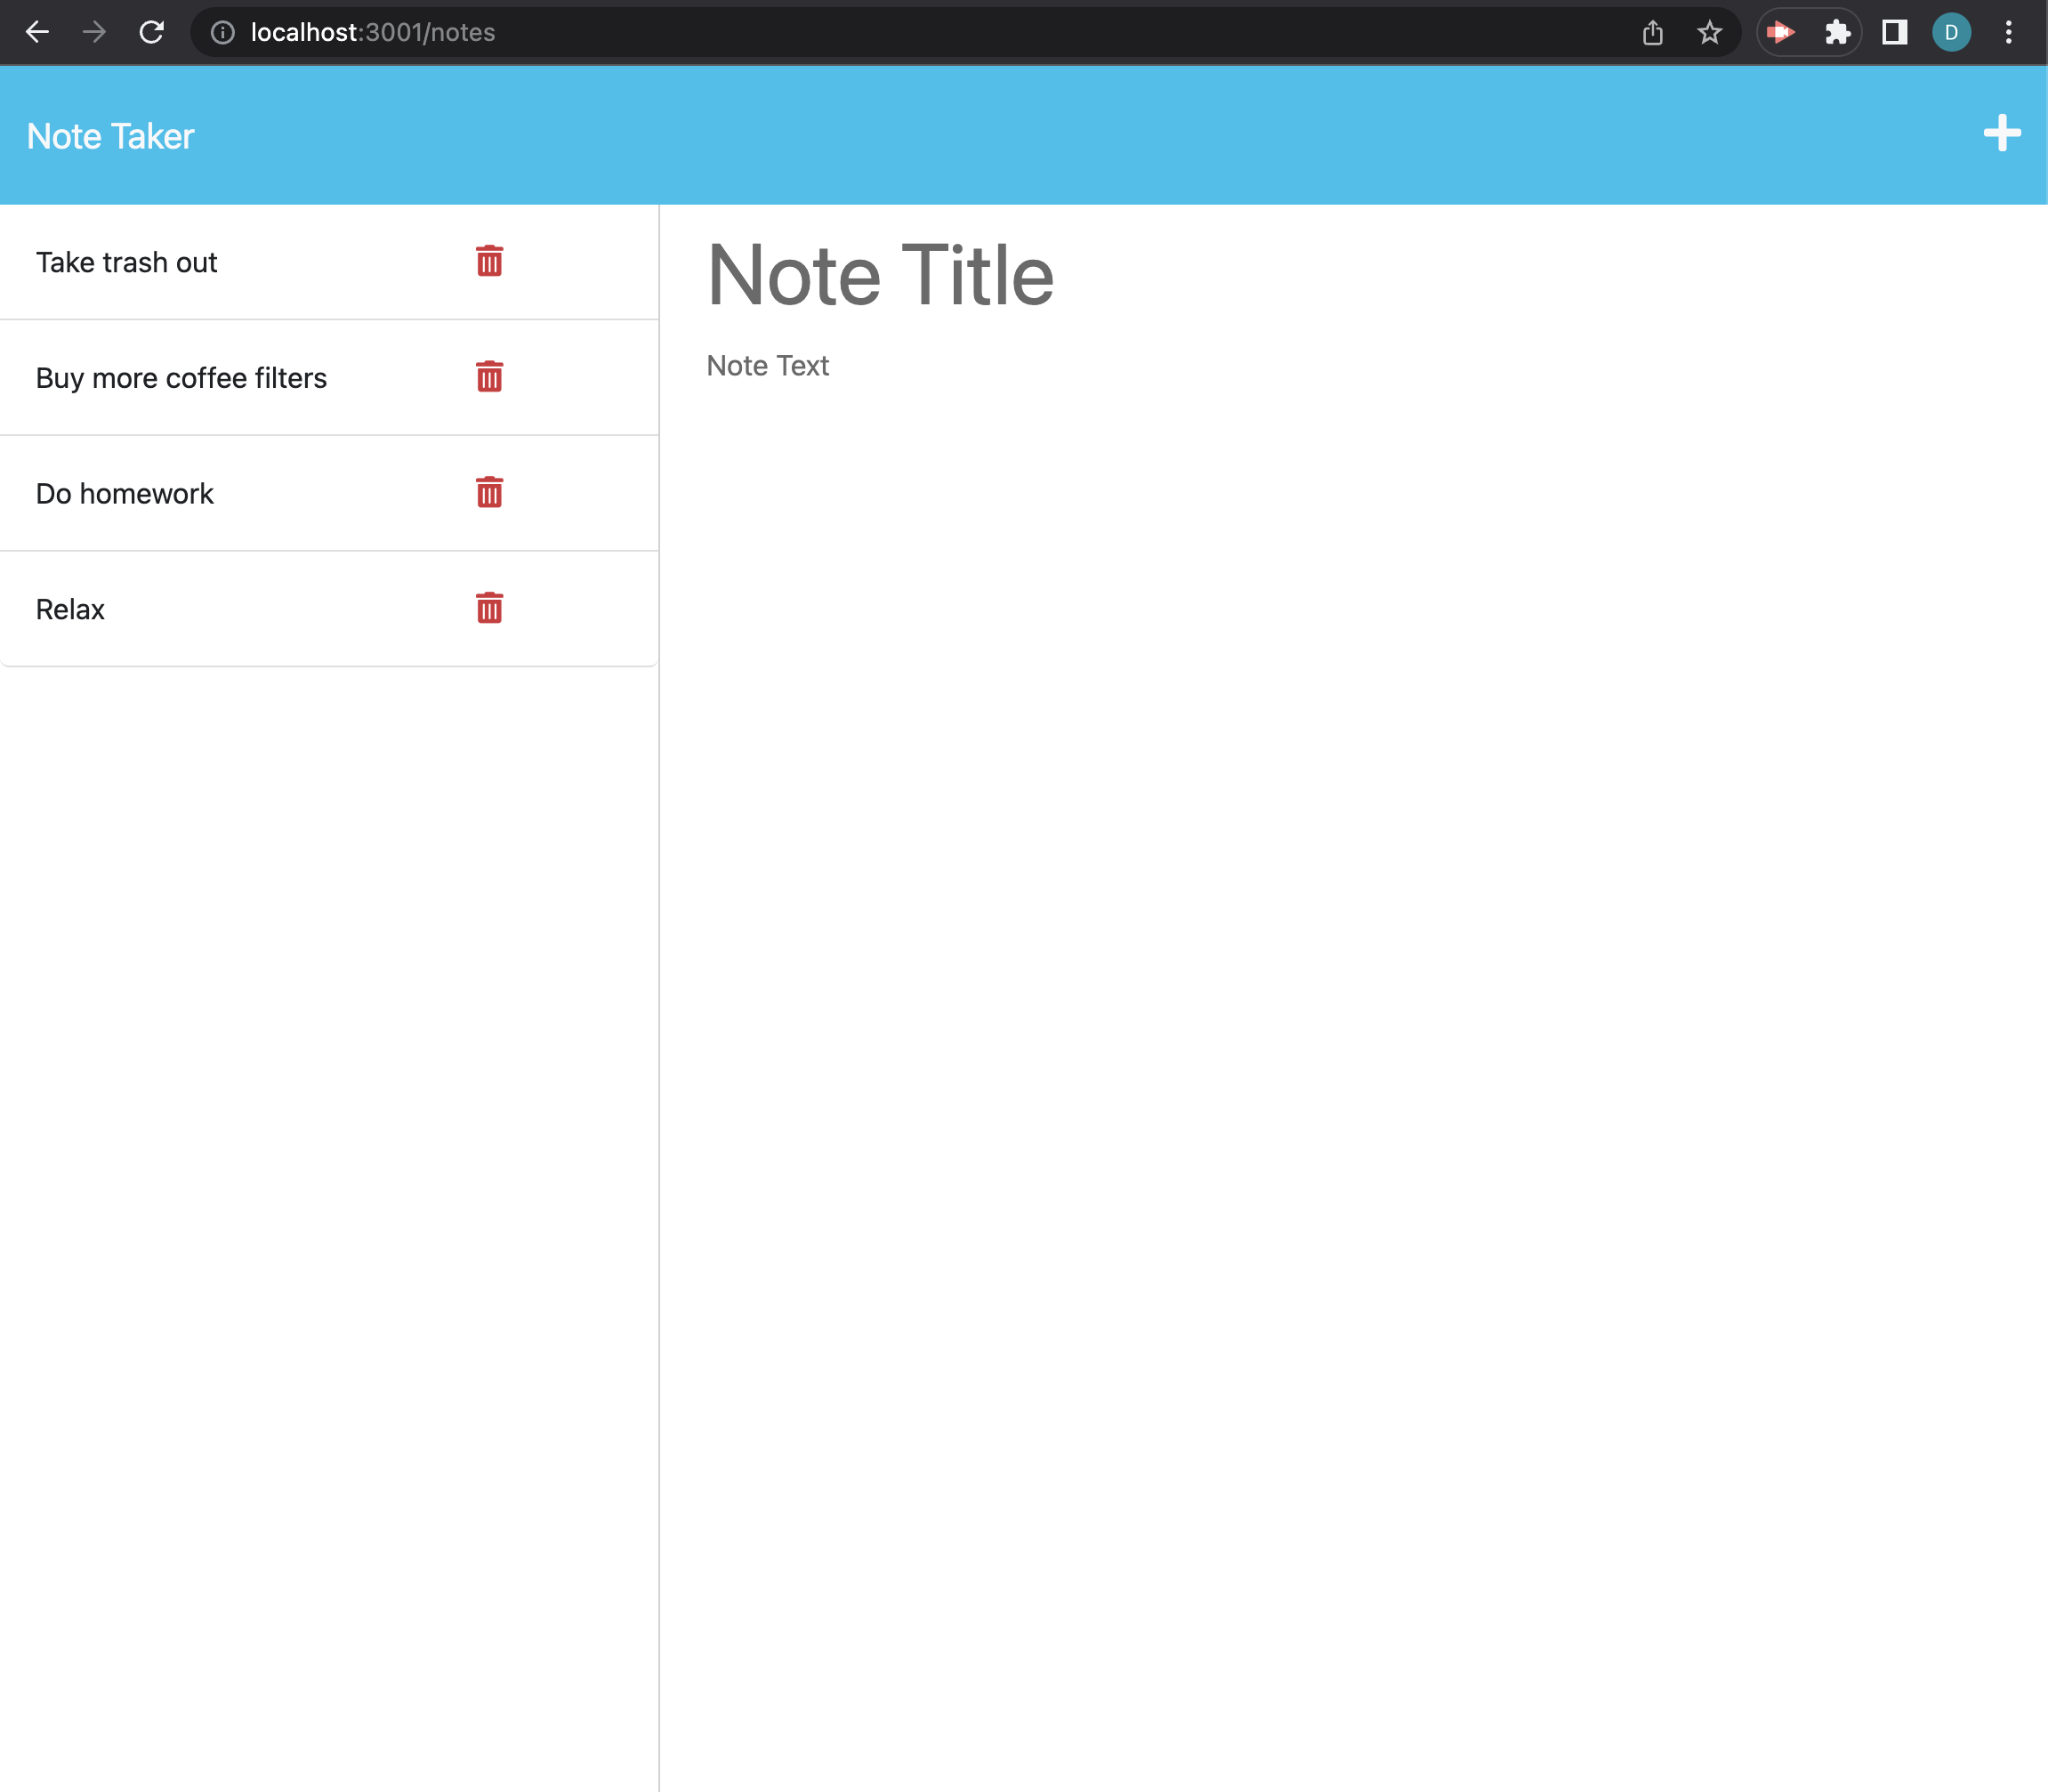 localhost:3001/notes
D
Note Taker
Take trash out
Buy more coffee filters
Do homework
Relax
Note Title
Note Text